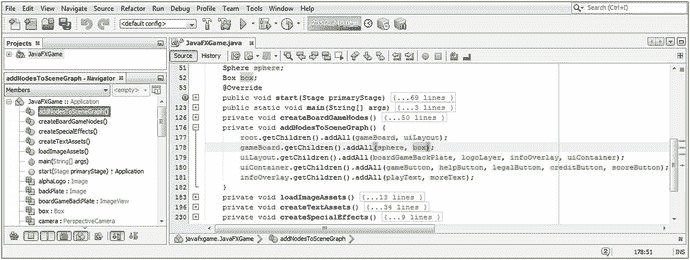 File Edit View Navigate Source Refactor Run Debug Profile Team Tools Window Help
Search (Ctrl+I)
<default config>
Projects
JavaFXGame
addNodesToSceneGraph - Navigator
Members
<empty>
JavaFXGame :: Application
addNodesToSceneGraph()
createBoardGameNodes()
createSpecialEffects()
createTextAssets()
loadImageAssets()
main(String[] args)
start(Stage primaryStage) : Application
alphaLogo : Image
backPlate : Image
boardGameBackPlate : ImageView
box : Box
camera : PerspectiveCamera
JavaFXGame.java
Source History
51 Sphere sphere;
52 Box box;
53 @Override
public void start(Stage primaryStage) {...69 lines }
123 public static void main(String[] args) {...3 lines }
126 private void createBoardGameNodes() {...50 lines }
176 private void addNodesToSceneGraph() {
177 root.getChildren().addAll(gameBoard, uiLayout);
178 gameBoard.getChildren().addAll(sphere, box);
179 uiLayout.getChildren().addAll(boardGameBackPlate, logoLayer, infoOverlay, uiContainer);
180 uiContainer.getChildren().addAll(gameButton, helpButton, legalButton, creditButton, scoreButton);
181 infoOverlay.getChildren().addAll(playText, moreText);
182 }
183 private void loadImageAssets() {...13 lines }
196 private void createTextAssets() {...34 lines }
230 private void createSpecialEffects() {...9 lines }
javafxgame.JavaFXGame
addNodesToSceneGraph
178:51
INS